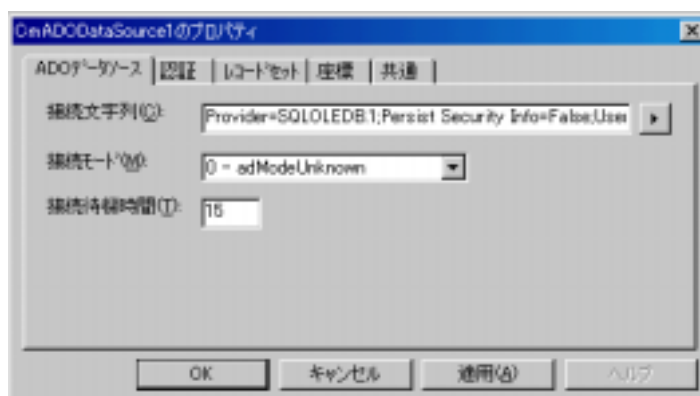 CmADODataSource1のプロパティ
ADOデータソース 認証 レコードセット 座標 共通
接続文字列(C): Provider=SQLOLEDB.1;Persist Security Info=False;User
接続モード(M): 0 - adModeUnknown
接続待機時間(T): 15
OK キャンセル 適用(A) ヘルプ